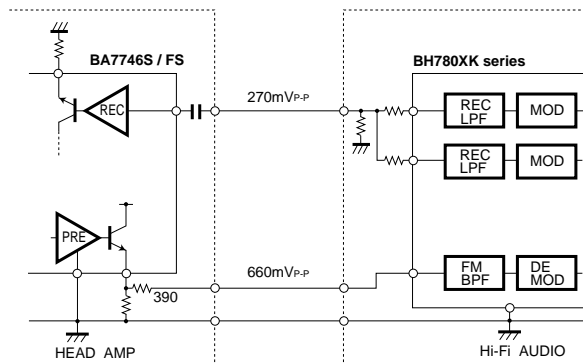 BA7746S / FS
BH780XK series
270mVP-P
REC
REC
LPF
MOD
REC
LPF
MOD
PRE
660mVP-P
390
FM
BPF
DE
MOD
HEAD AMP
Hi-Fi AUDIO